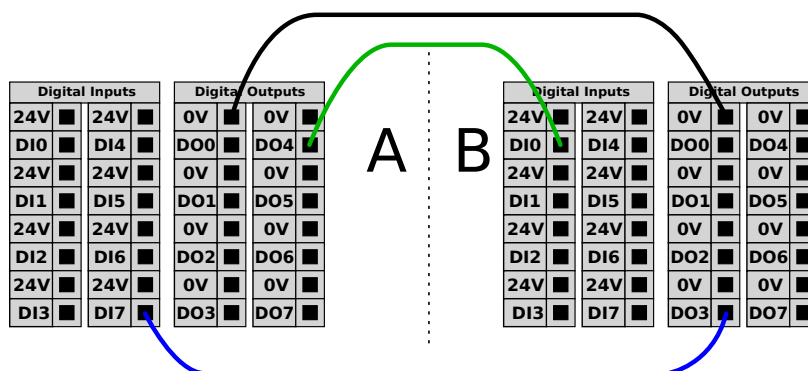 Digital Inputs Digital Outputs Digital Inputs Digital Outputs
24V 24V 0V 0V 24V 24V 0V 0V
DI0 DI4 DO0 DO4 A B DI0 DI4 DO0 DO4
24V 24V 0V 0V 24V 24V 0V 0V
DI1 DI5 DO1 DO5 DI1 DI5 DO1 DO5
24V 24V 0V 0V 24V 24V 0V 0V
DI2 DI6 DO2 DO6 DI2 DI6 DO2 DO6
24V 24V 0V 0V 24V 24V 0V 0V
DI3 DI7 DO3 DO7 DI3 DI7 DO3 DO7